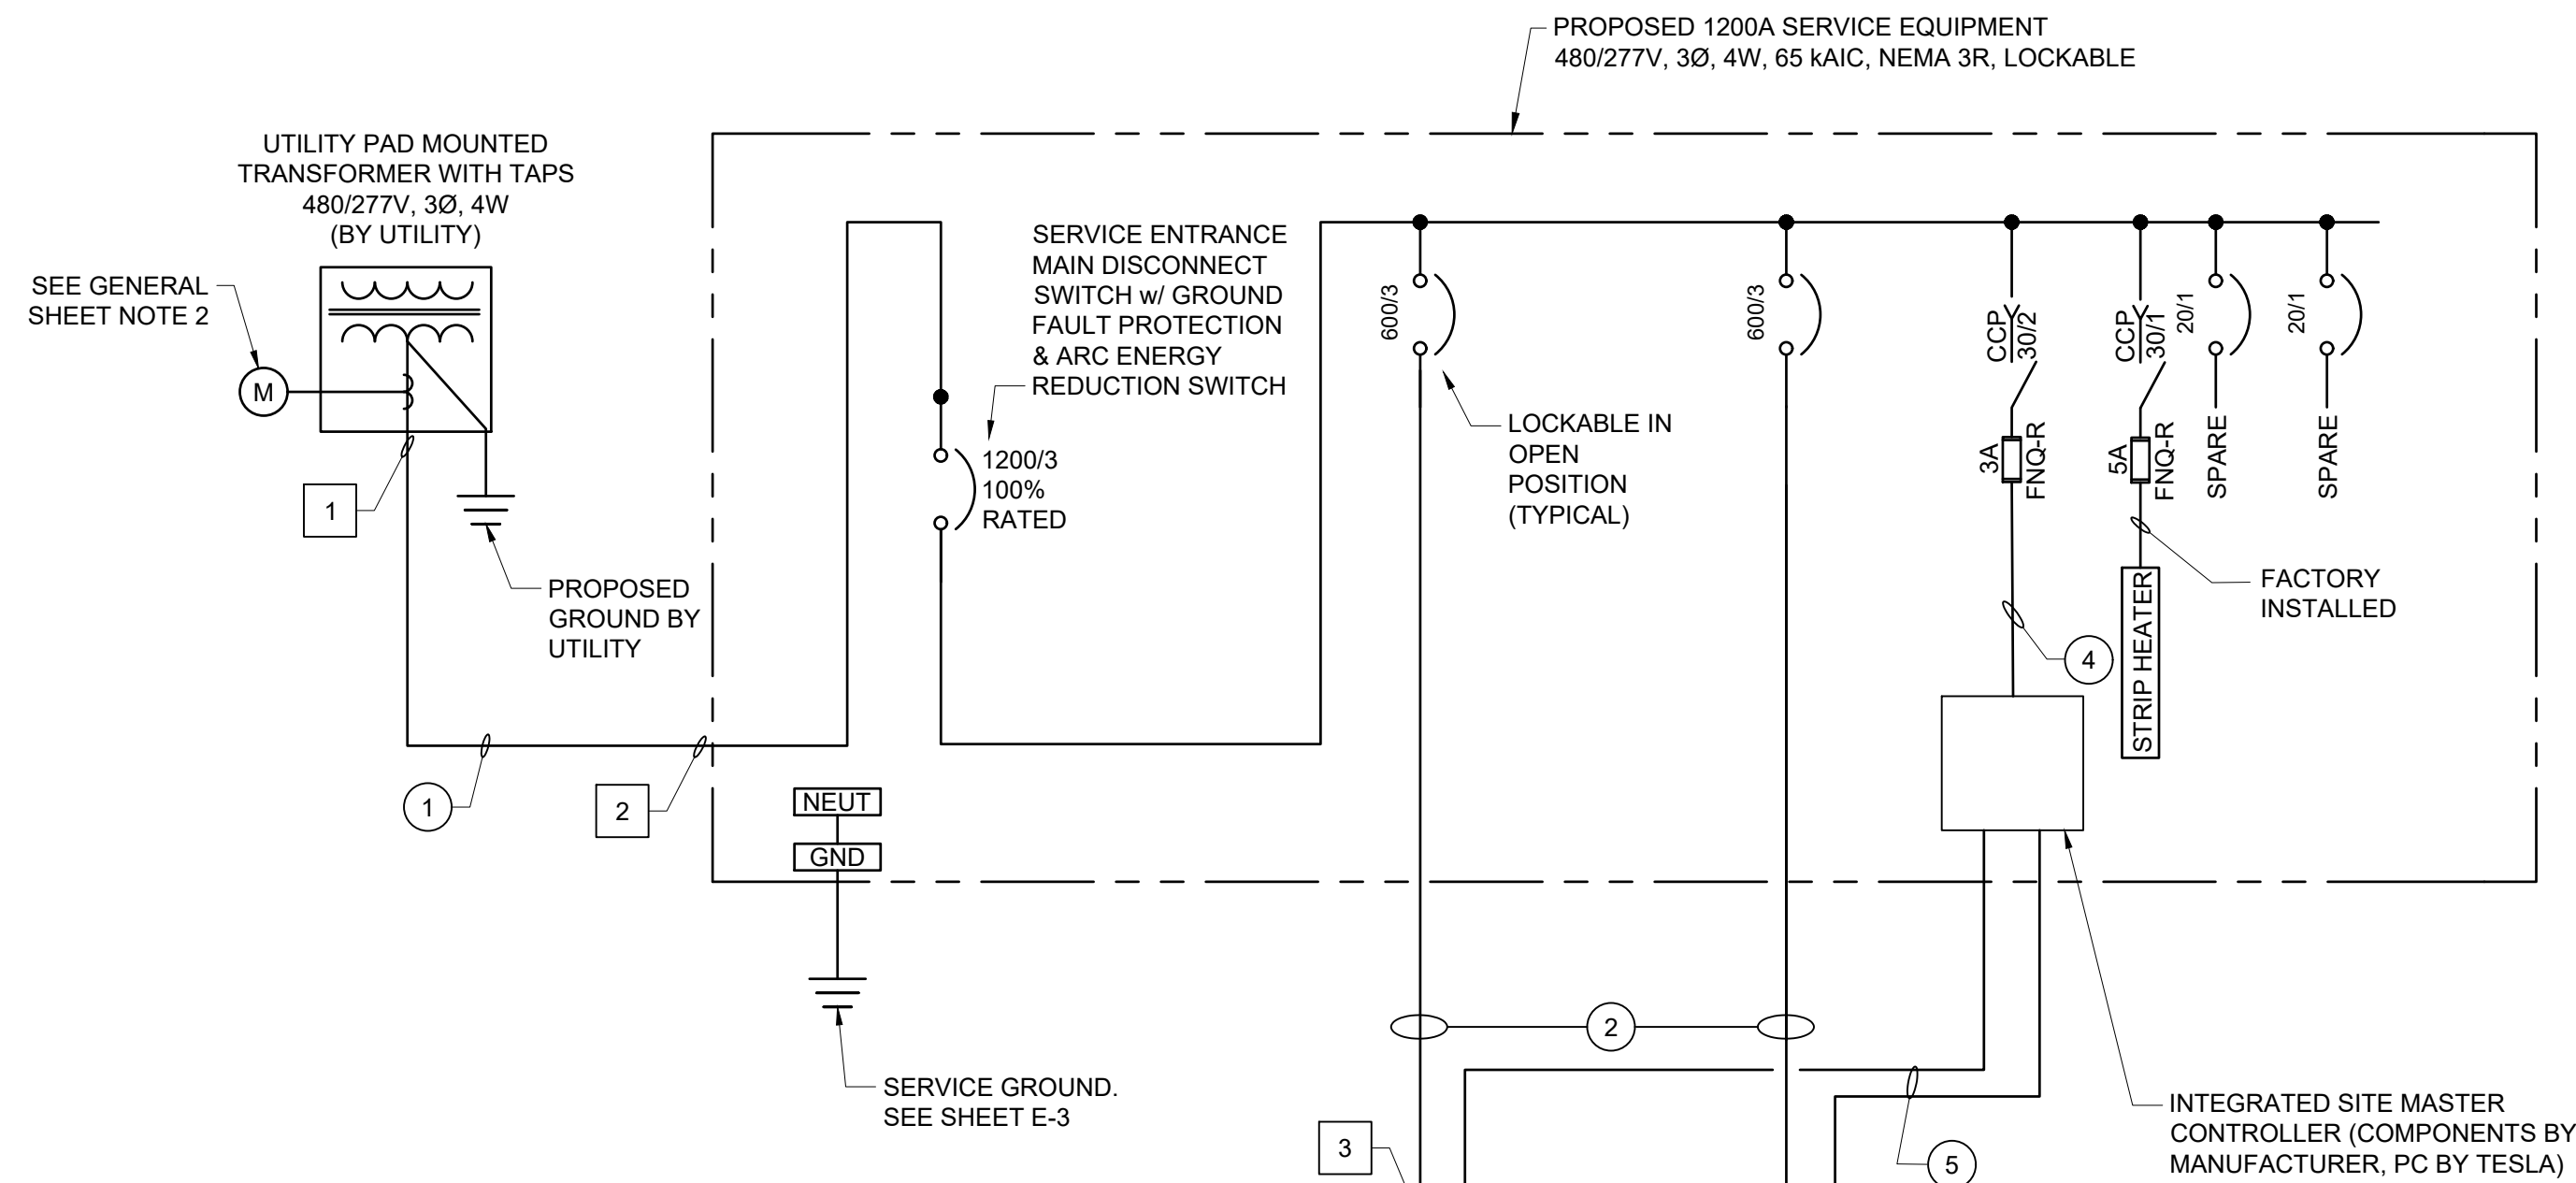 PROPOSED 1200A SERVICE EQUIPMENT
480/277V, 3Ø, 4W, 65 kAIC, NEMA 3R, LOCKABLE
UTILITY PAD MOUNTED
TRANSFORMER WITH TAPS
480/277V, 3Ø, 4W
(BY UTILITY)
SEE GENERAL
SHEET NOTE 2
M
1
PROPOSED
GROUND BY
UTILITY
SERVICE ENTRANCE
MAIN DISCONNECT
SWITCH w/ GROUND
FAULT PROTECTION
& ARC ENERGY
REDUCTION SWITCH
1200/3
100%
RATED
600/3
LOCKABLE IN
OPEN
POSITION
(TYPICAL)
600/3
CCP
30/2
3A
FNQ-R
CCP
30/1
5A
FNQ-R
20/1
SPARE
20/1
SPARE
FACTORY
INSTALLED
STRIP HEATER
4
1
2
NEUT
GND
SERVICE GROUND.
SEE SHEET E-3
2
3
5
INTEGRATED SITE MASTER
CONTROLLER (COMPONENTS BY
MANUFACTURER, PC BY TESLA)